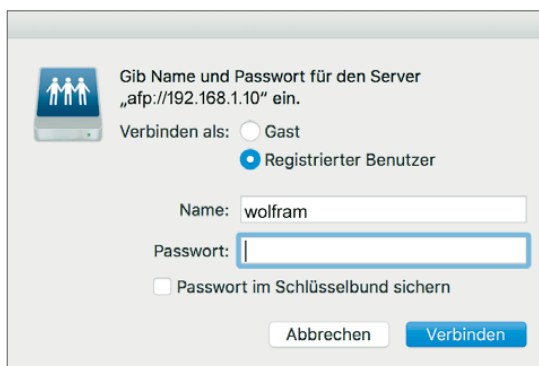 Gib Name und Passwort für den Server
„afp://192.168.1.10“ ein.
Verbinden als: Gast
Registrierter Benutzer
Name: wolfram
Passwort:
Passwort im Schlüsselbund sichern
Abbrechen Verbinden